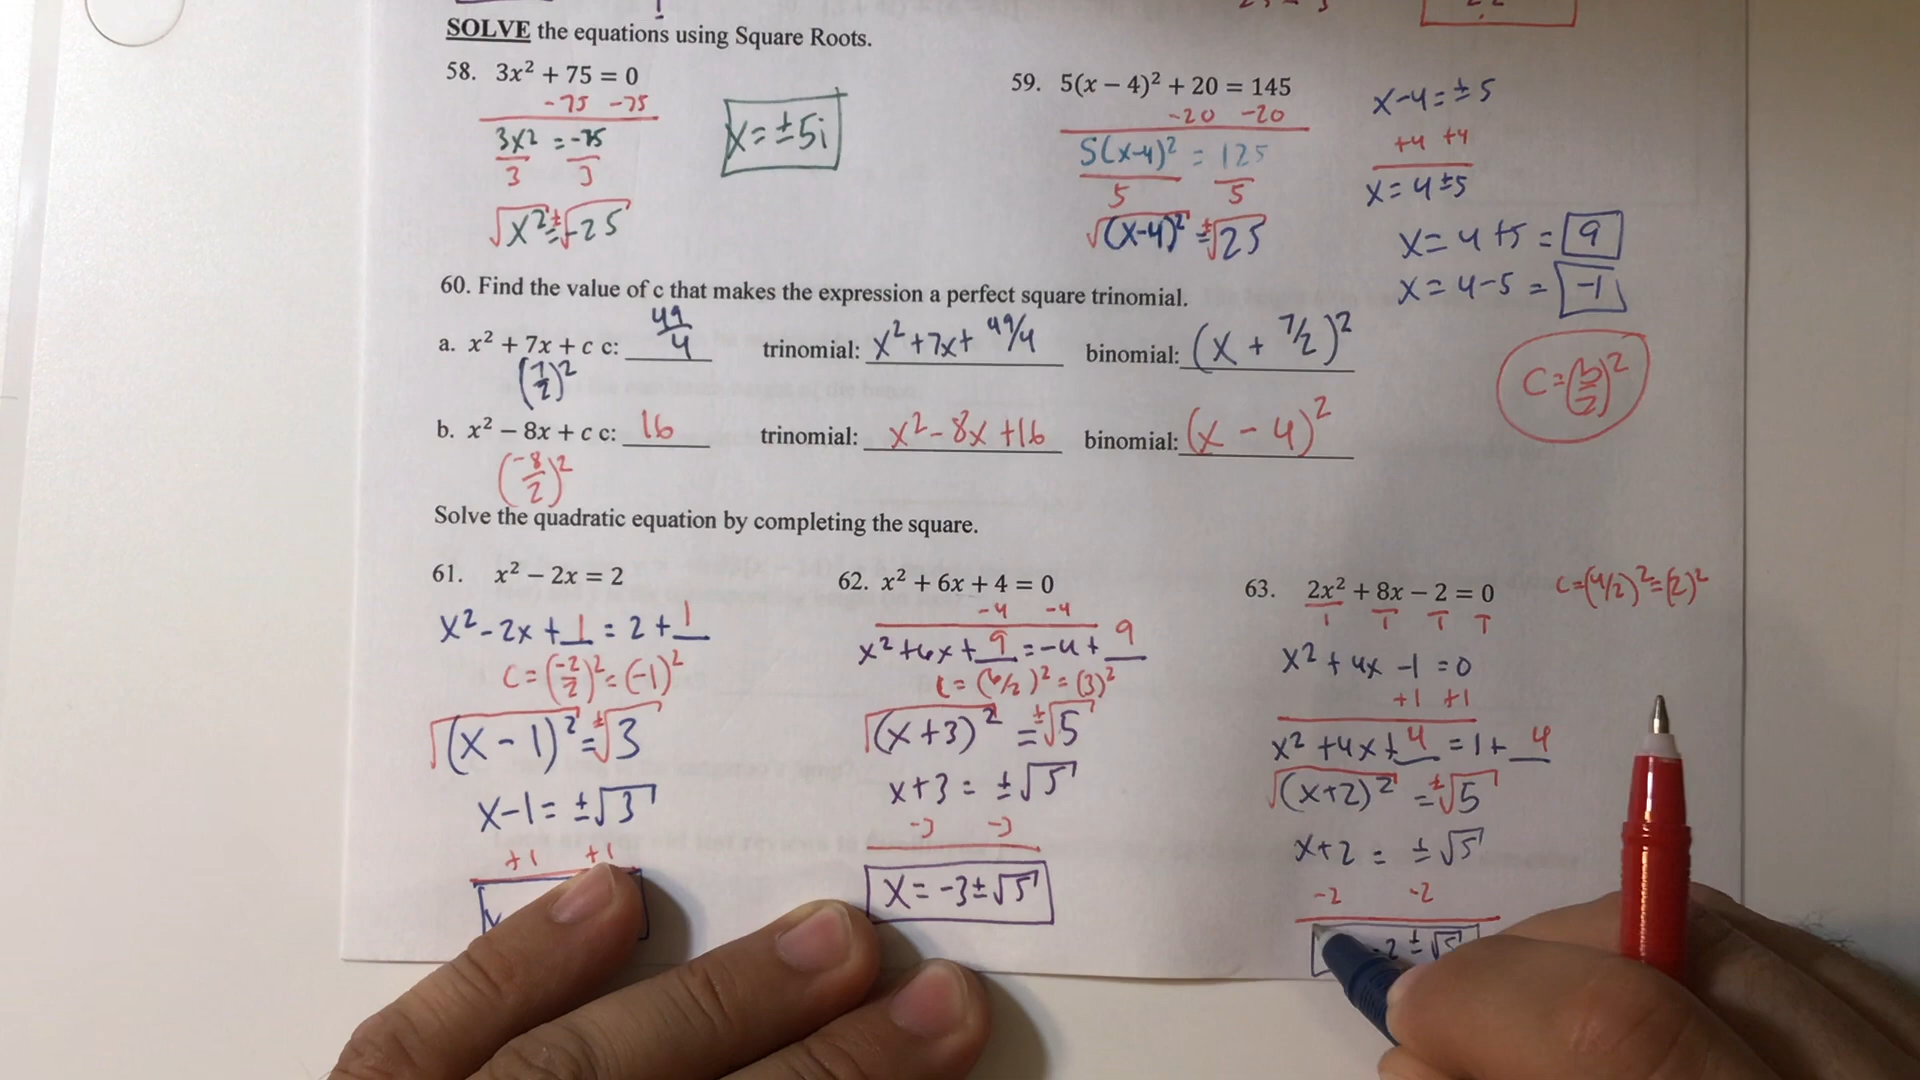 SOLVE the equations using Square Roots.
58. 3x² + 75 = 0
-75 -75
3x² = -75
3 3
√x² = ±√-25
x = ±5i
59. 5(x − 4)² + 20 = 145
-20 -20
5(x-4)² = 125
5 5
√(x-4)² = ±√25
x-4 = ±5
+4 +4
x = 4 ± 5
x = 4+5 = 9
x = 4-5 = -1
60. Find the value of c that makes the expression a perfect square trinomial.
a. x² + 7x + c c: 49/4 trinomial: x² + 7x + 49/4 binomial: (x + 7/2)²
(7/2)²
C = (b/2)²
b. x² − 8x + c c: 16 trinomial: x² - 8x + 16 binomial: (x - 4)²
(-8/2)²
Solve the quadratic equation by completing the square.
61. x² − 2x = 2
x² - 2x + 1 = 2 + 1
C = (-2/2)² = (-1)²
√(x - 1)² = ±√3
x-1 = ±√3
+1 +1
62. x² + 6x + 4 = 0
-4 -4
x² + 6x + 9 = -4 + 9
C = (6/2)² = (3)²
√(x+3)² = ±√5
x+3 = ±√5
-3 -3
x = -3 ± √5
63. 2x² + 8x − 2 = 0
C = (4/2)² = (2)²
x² + 4x - 1 = 0
+1 +1
x² + 4x + 4 = 1 + 4
√(x+2)² = ±√5
x+2 = ±√5
-2 -2
-2 ± √5